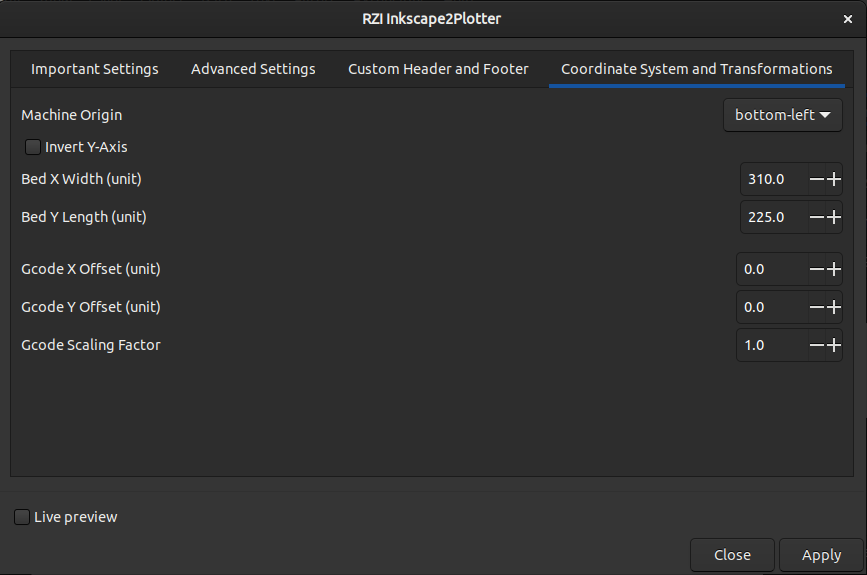 RZI Inkscape2Plotter
Important Settings Advanced Settings Custom Header and Footer Coordinate System and Transformations
Machine Origin bottom-left
Invert Y-Axis
Bed X Width (unit) 310.0
Bed Y Length (unit) 225.0
Gcode X Offset (unit) 0.0
Gcode Y Offset (unit) 0.0
Gcode Scaling Factor 1.0
Live preview
Close Apply